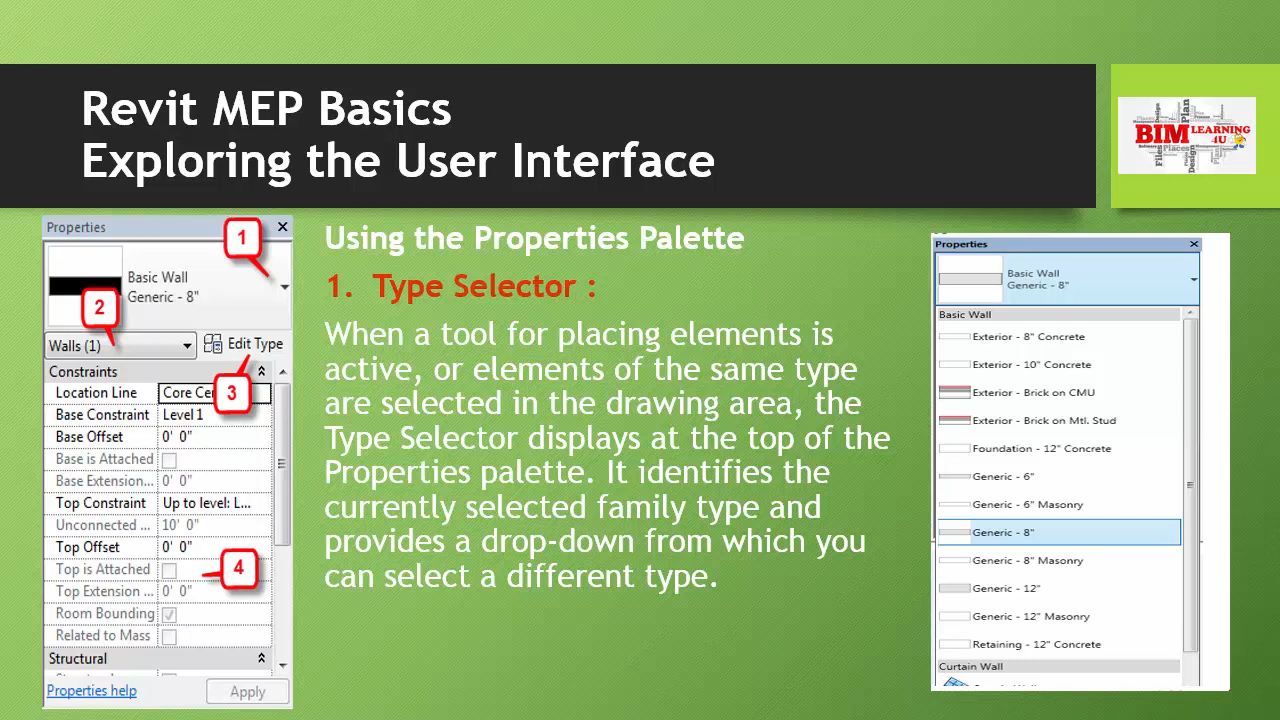 Revit MEP Basics
Exploring the User Interface
BIM LEARNING
4U
Properties
1
Basic Wall
Generic - 8"
2
Walls (1)
Edit Type
Constraints
3
Location Line Core Ce
Base Constraint Level 1
Base Offset 0' 0"
Base is Attached
Base Extension... 0' 0"
Top Constraint Up to level: L...
Unconnected ... 10' 0"
Top Offset 0' 0"
Top is Attached
4
Top Extension ... 0' 0"
Room Bounding
Related to Mass
Structural
Properties help
Apply
Using the Properties Palette
1. Type Selector :
When a tool for placing elements is
active, or elements of the same type
are selected in the drawing area, the
Type Selector displays at the top of the
Properties palette. It identifies the
currently selected family type and
provides a drop-down from which you
can select a different type.
Properties
Basic Wall
Generic - 8"
Basic Wall
Exterior - 8" Concrete
Exterior - 10" Concrete
Exterior - Brick on CMU
Exterior - Brick on Mtl. Stud
Foundation - 12" Concrete
Generic - 6"
Generic - 6" Masonry
Generic - 8"
Generic - 8" Masonry
Generic - 12"
Generic - 12" Masonry
Retaining - 12" Concrete
Curtain Wall